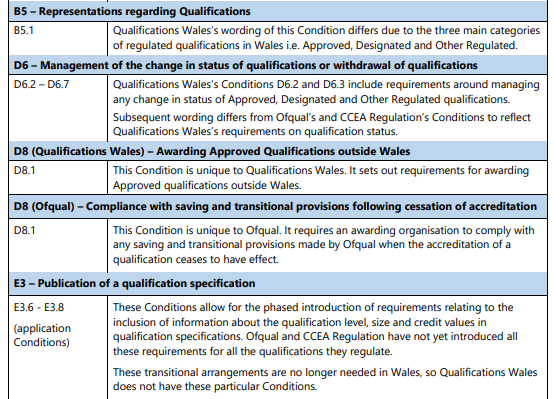 B5 – Representations regarding Qualifications
B5.1
Qualifications Wales's wording of this Condition differs due to the three main categories
of regulated qualifications in Wales i.e. Approved, Designated and Other Regulated.
D6 – Management of the change in status of qualifications or withdrawal of qualifications
D6.2 – D6.7
Qualifications Wales's Conditions D6.2 and D6.3 include requirements around managing
any change in status of Approved, Designated and Other Regulated qualifications.
Subsequent wording differs from Ofqual's and CCEA Regulation's Conditions to reflect
Qualifications Wales's requirements on qualification status.
D8 (Qualifications Wales) – Awarding Approved Qualifications outside Wales
D8.1
This Condition is unique to Qualifications Wales. It sets out requirements for awarding
Approved qualifications outside Wales.
D8 (Ofqual) – Compliance with saving and transitional provisions following cessation of accreditation
D8.1
This Condition is unique to Ofqual. It requires an awarding organisation to comply with
any saving and transitional provisions made by Ofqual when the accreditation of a
qualification ceases to have effect.
E3 – Publication of a qualification specification
E3.6 - E3.8
(application
Conditions)
These Conditions allow for the phased introduction of requirements relating to the
inclusion of information about the qualification level, size and credit values in
qualification specifications. Ofqual and CCEA Regulation have not yet introduced all
these requirements for all the qualifications they regulate.
These transitional arrangements are no longer needed in Wales, so Qualifications Wales
does not have these particular Conditions.